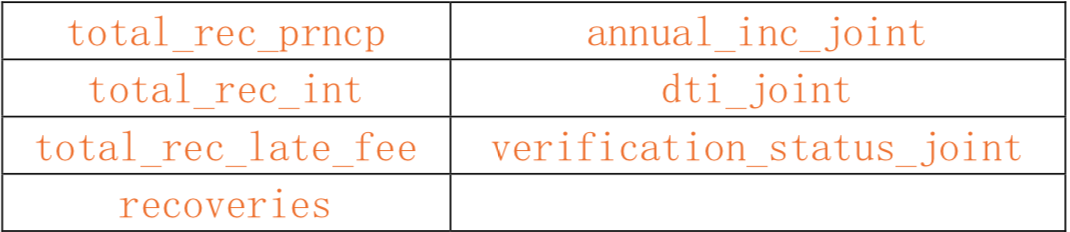 total_rec_prncp annual_inc_joint
total_rec_int dti_joint
total_rec_late_fee verification_status_joint
recoveries